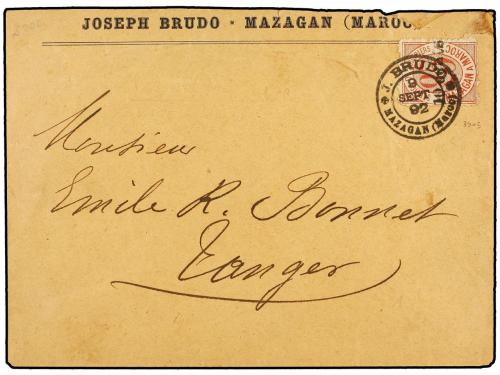 JOSEPH BRUDO - MAZAGAN (MAROC
J. BRUDO
9
SEPT
92
MAZAGAN (Maroc)
Monsieur
Emile R. Bonnet
Tanger